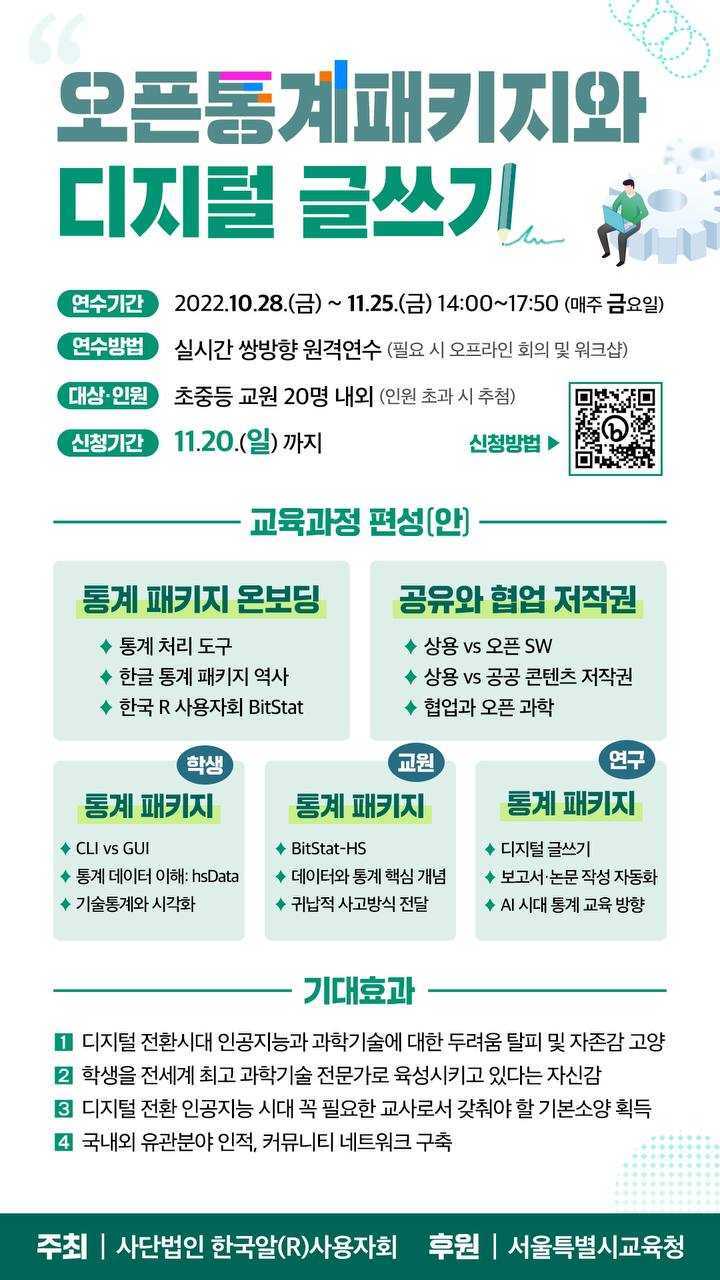 오픈통계패키지와
디지털 글쓰기
연수기간 2022.10.28.(금) ~ 11.25.(금) 14:00~17:50 (매주 금요일)
연수방법 실시간 쌍방향 원격연수 (필요 시 오프라인 회의 및 워크샵)
대상·인원 초중등 교원 20명 내외 (인원 초과 시 추첨)
신청기간 11.20.(일) 까지
신청방법 ▶
교육과정 편성(안)
통계 패키지 온보딩
통계 처리 도구
한글 통계 패키지 역사
한국 R 사용자회 BitStat
공유와 협업 저작권
상용 vs 오픈 SW
상용 vs 공공 콘텐츠 저작권
협업과 오픈 과학
학생
통계 패키지
CLI vs GUI
통계 데이터 이해: hsData
기술통계와 시각화
교원
통계 패키지
BitStat-HS
데이터와 통계 핵심 개념
귀납적 사고방식 전달
연구
통계 패키지
디지털 글쓰기
보고서·논문 작성 자동화
AI 시대 통계 교육 방향
기대효과
1 디지털 전환시대 인공지능과 과학기술에 대한 두려움 탈피 및 자존감 고양
2 학생을 전세계 최고 과학기술 전문가로 육성시키고 있다는 자신감
3 디지털 전환 인공지능 시대 꼭 필요한 교사로서 갖춰야 할 기본소양 획득
4 국내외 유관분야 인적, 커뮤니티 네트워크 구축
주최 | 사단법인 한국알(R)사용자회 후원 | 서울특별시교육청